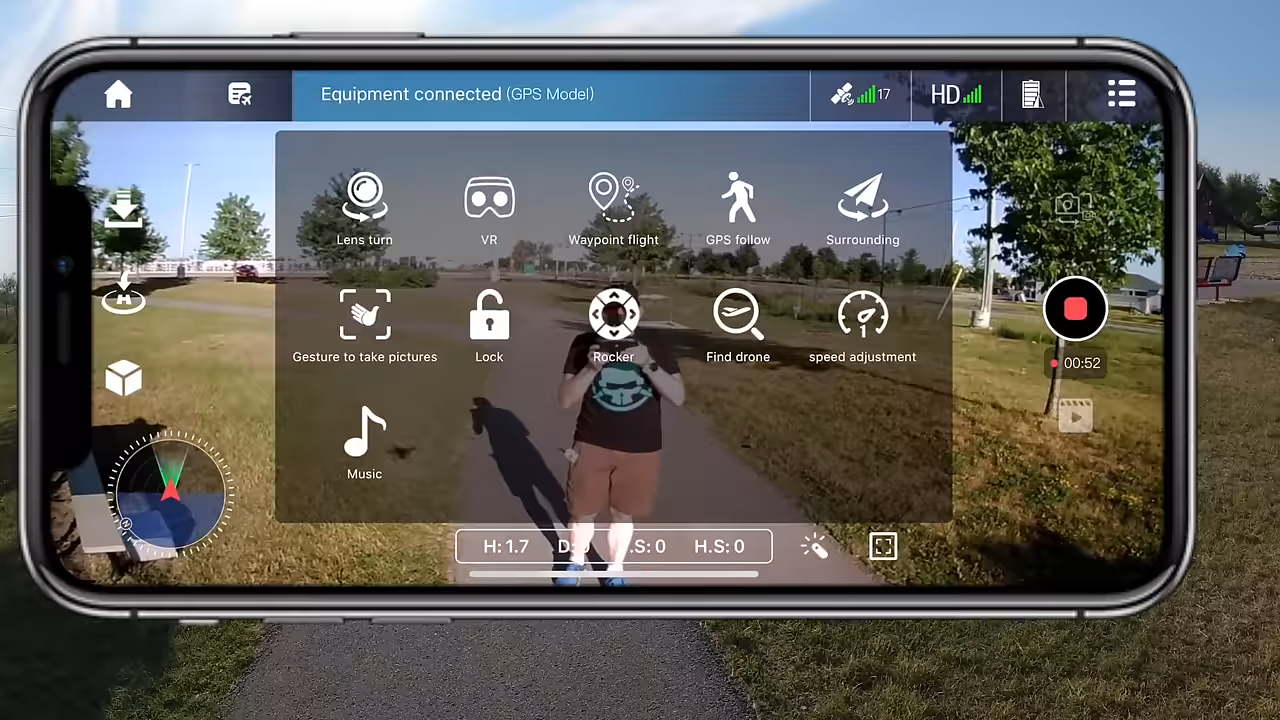 Equipment connected (GPS Model)
17
HD
Lens turn
VR
Waypoint flight
GPS follow
Surrounding
Gesture to take pictures
Lock
Rocker
Find drone
speed adjustment
00:52
Music
H: 1.7
D:
.S: 0
H.S: 0
N